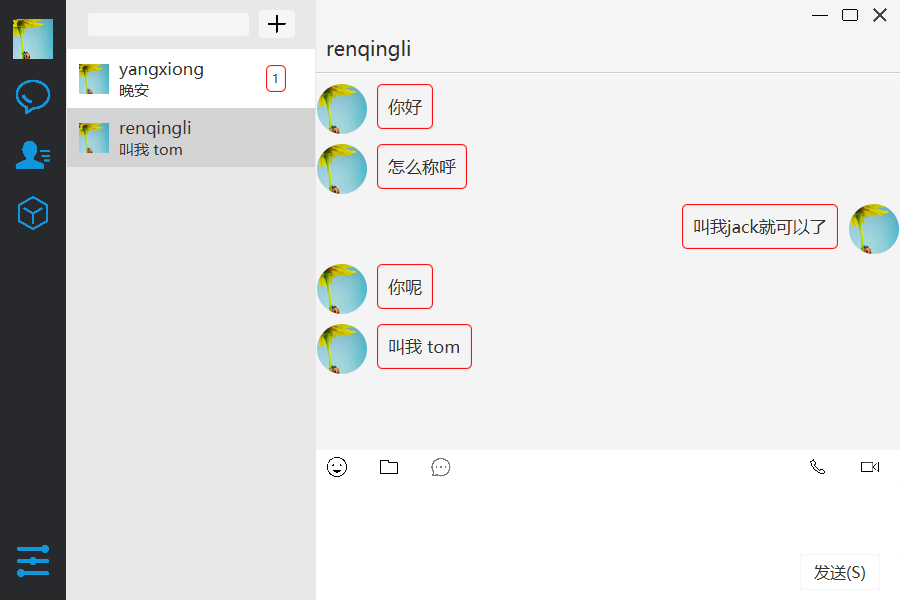 yangxiong
晚安
1
renqingli
叫我 tom
renqingli
你好
怎么称呼
叫我jack就可以了
你呢
叫我 tom
发送(S)